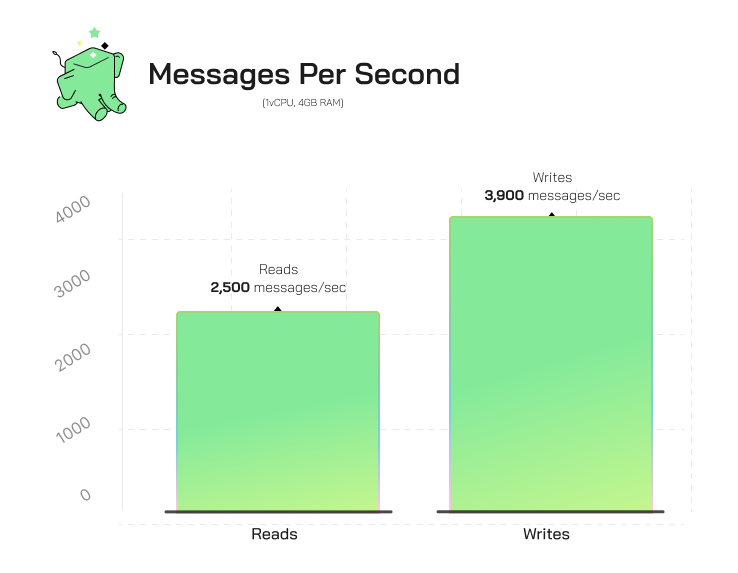 Messages Per Second
(1vCPU, 4GB RAM)
Writes
3,900 messages/sec
4000
Reads
2,500 messages/sec
3000
2000
1000
0
Reads
Writes